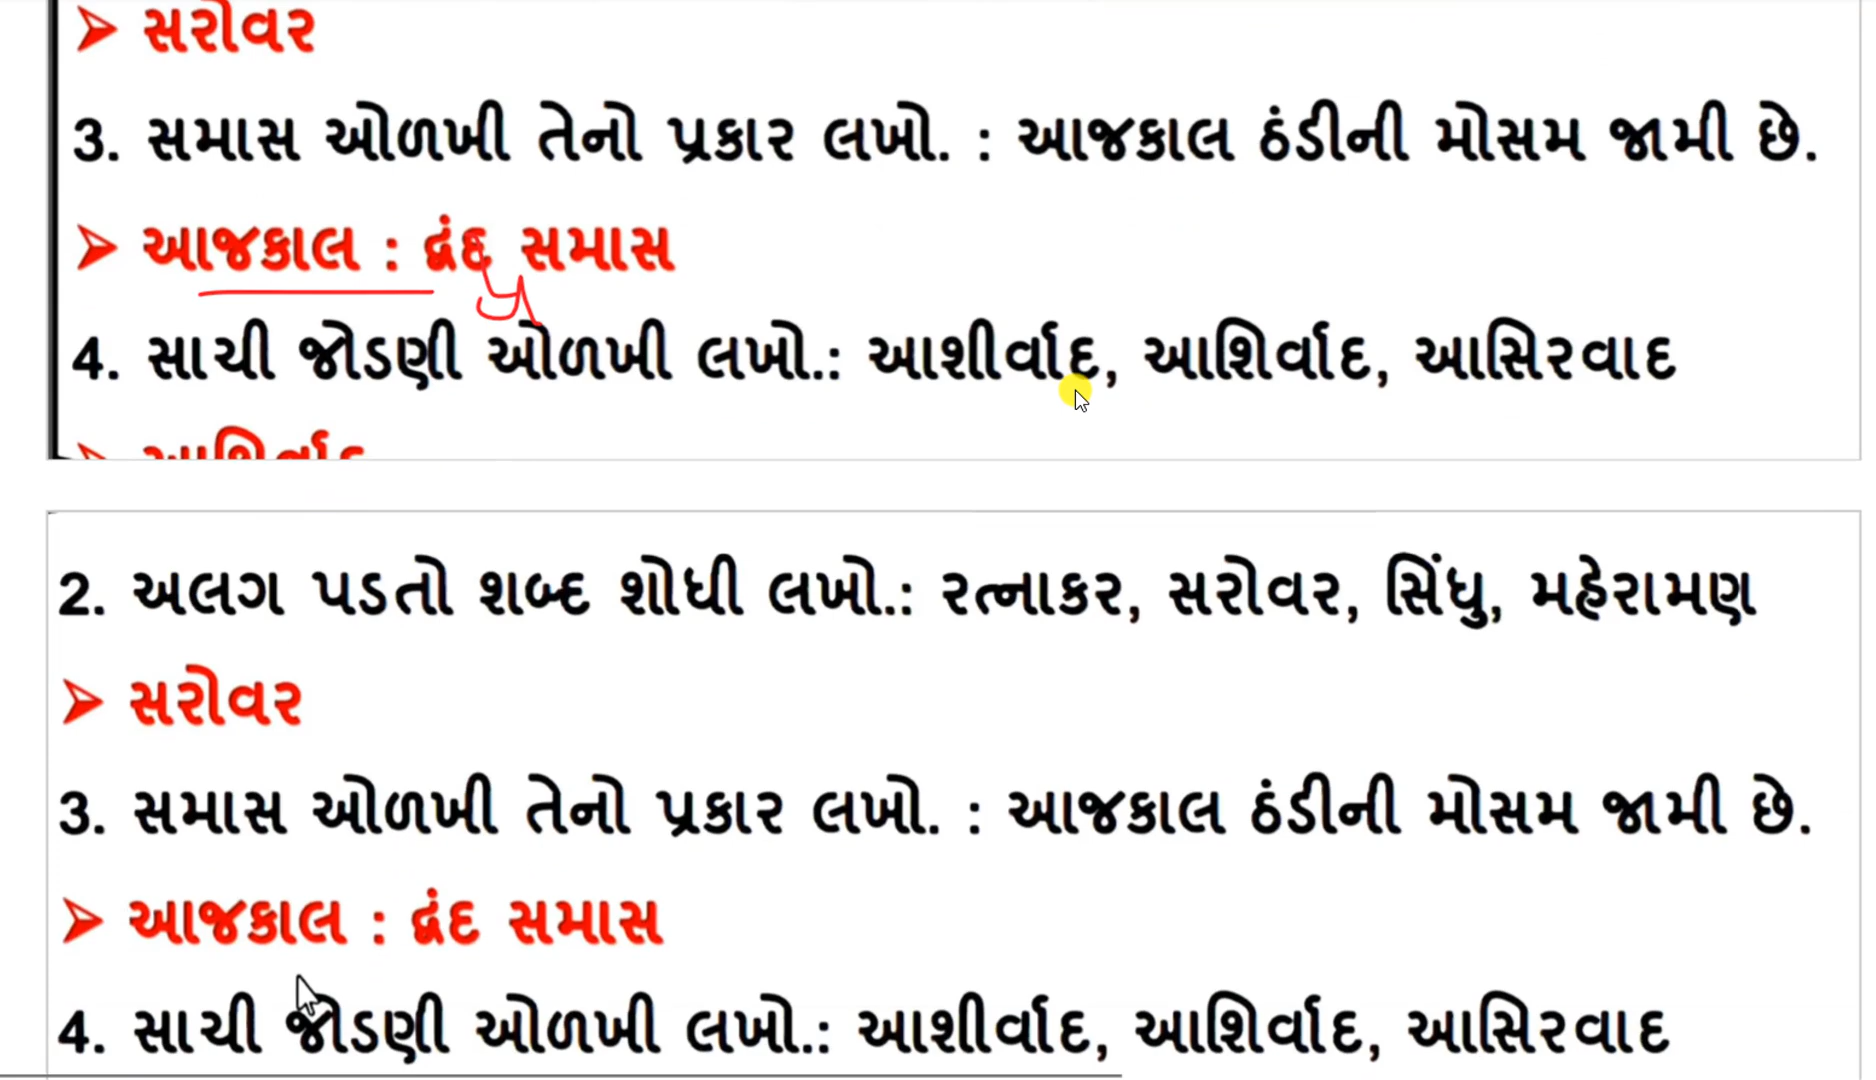 ➢ સરોવર
3. સમાસ ઓળખી તેનો પ્રકાર લખો. : આજકાલ ઠંડીની મોસમ જામી છે.
➢ આજકાલ : દ્વંદ સમાસ
4. સાચી જોડણી ઓળખી લખો.: આશીર્વાદ, આશિર્વાદ, આસિરવાદ
➢ આશિર્વાદ
2. અલગ પડતો શબ્દ શોધી લખો.: રત્નાકર, સરોવર, સિંધુ, મહેરામણ
➢ સરોવર
3. સમાસ ઓળખી તેનો પ્રકાર લખો. : આજકાલ ઠંડીની મોસમ જામી છે.
➢ આજકાલ : દ્વંદ સમાસ
4. સાચી જોડણી ઓળખી લખો.: આશીર્વાદ, આશિર્વાદ, આસિરવાદ